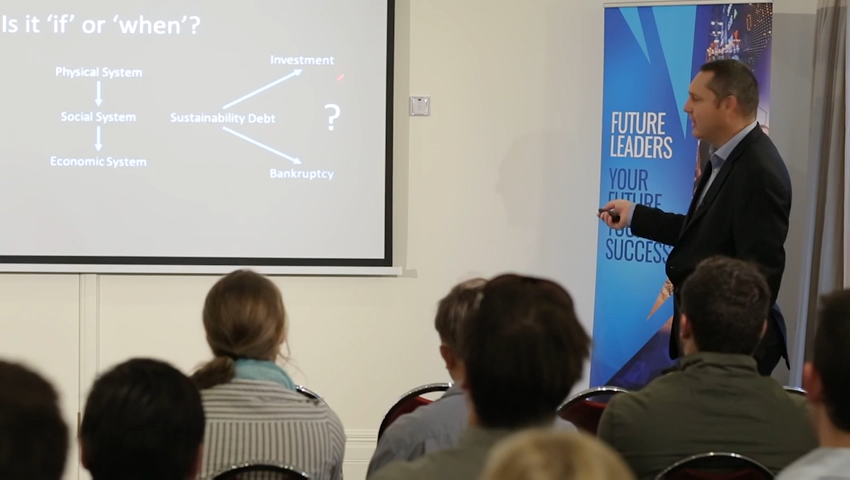 Is it 'if' or 'when'?
Physical System
Social System
Economic System
Sustainability Debt
Investment
?
Bankruptcy
FUTURE
LEADERS
YOUR
FUTURE
SUCCESS